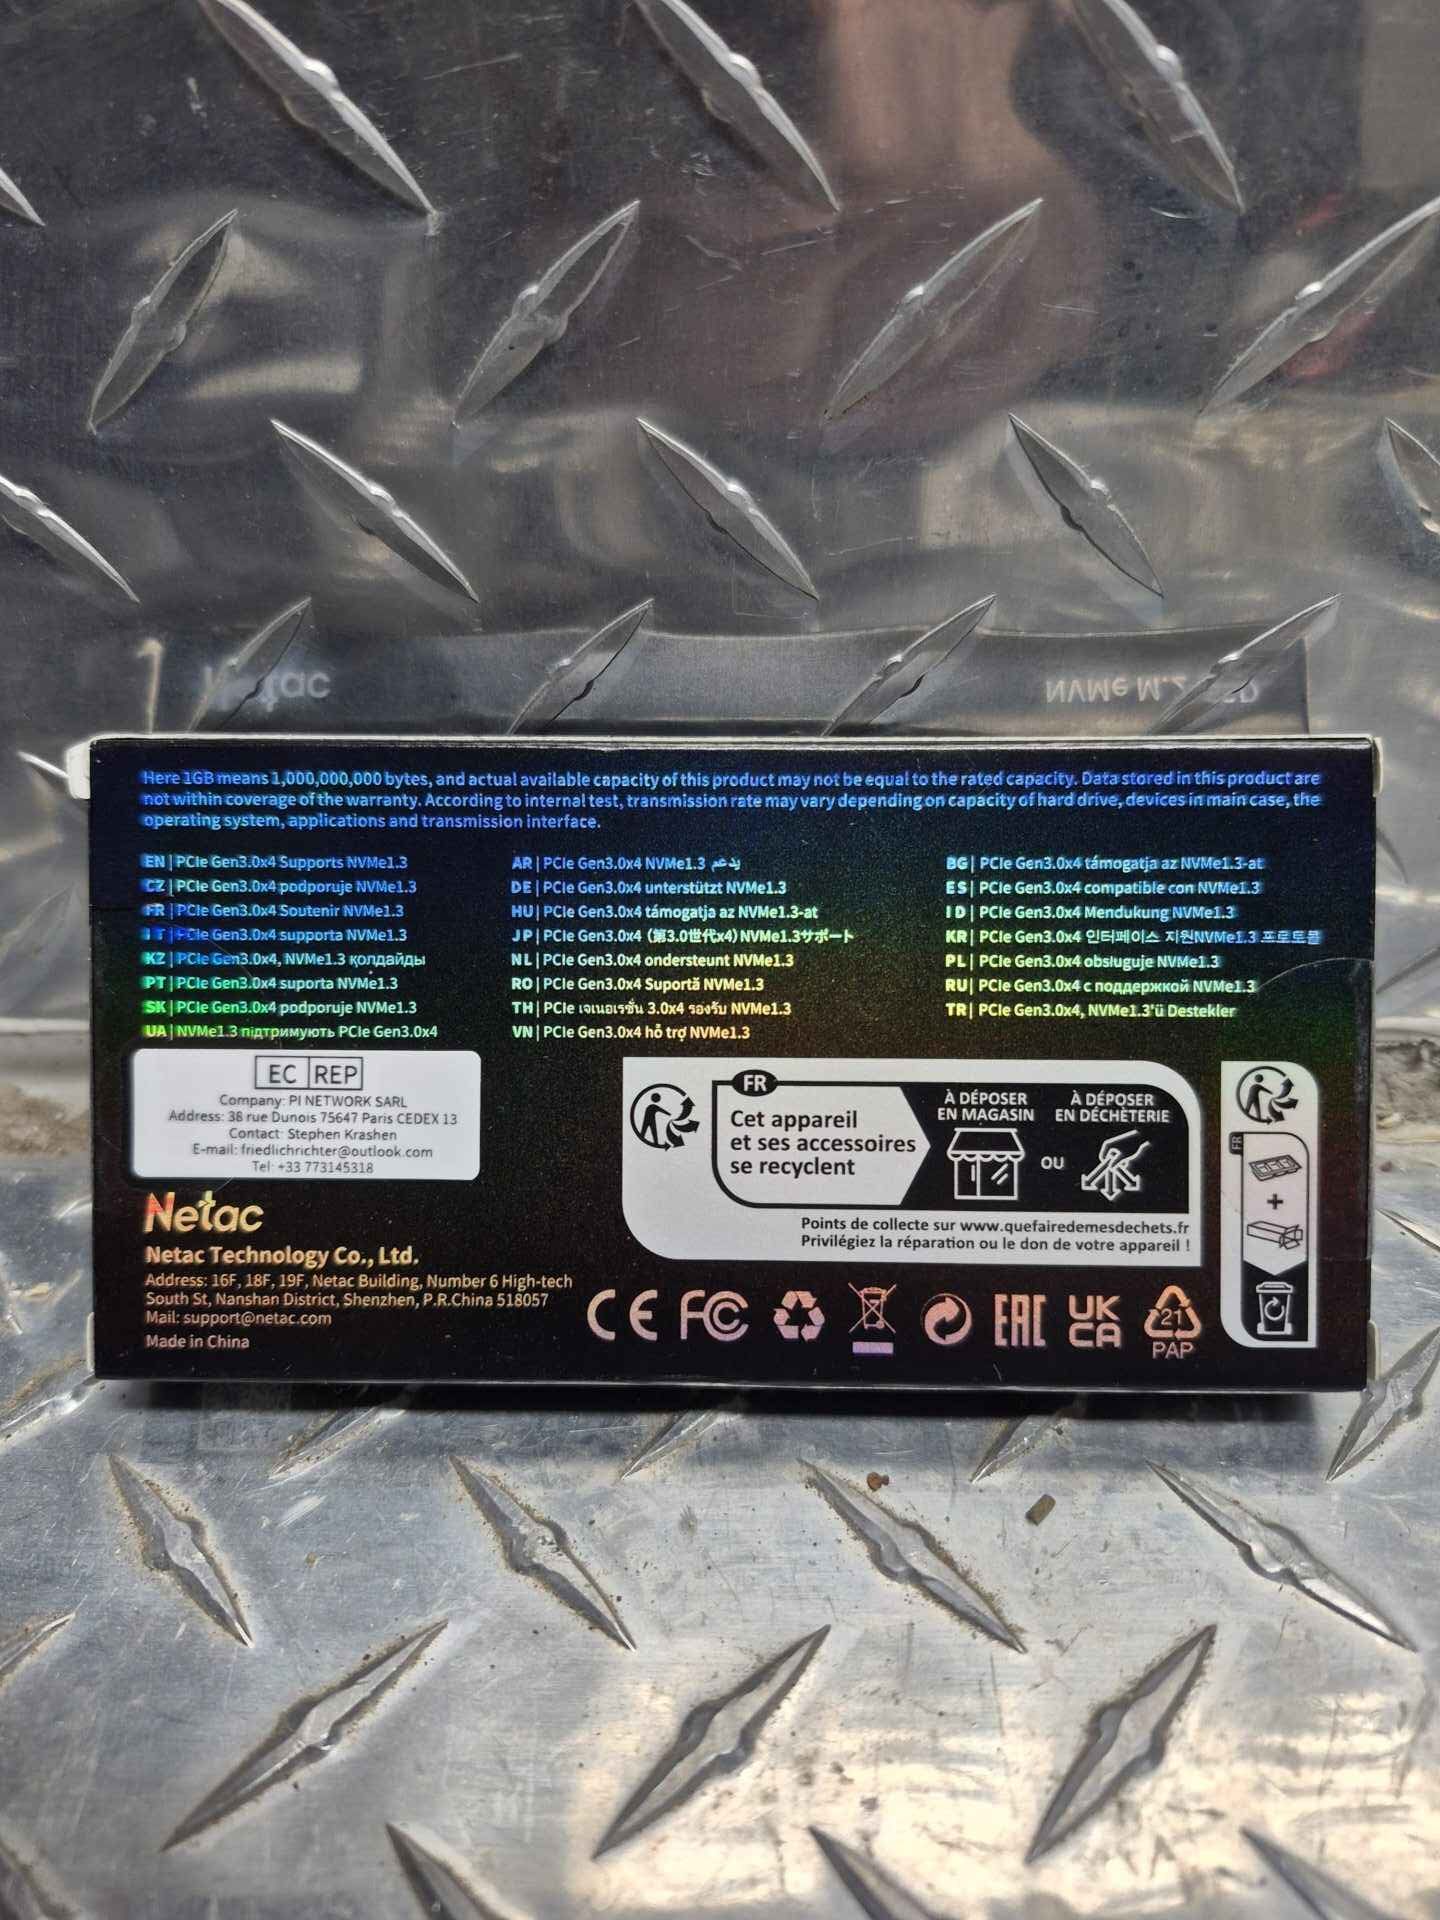 Netac
NVMe M.2 SSD
Here 1GB means 1,000,000,000 bytes, and actual available capacity of this product may not be equal to the rated capacity. Data stored in this product are
not within coverage of the warranty. According to internal test, transmission rate may vary depending on capacity of hard drive, devices in main case, the
operating system, applications and transmission interface.
EN | PCIe Gen3.0x4 Supports NVMe1.3
CZ | PCIe Gen3.0x4 podporuje NVMe1.3
FR | PCIe Gen3.0x4 Soutenir NVMe1.3
IT | PCIe Gen3.0x4 supporta NVMe1.3
KZ | PCIe Gen3.0x4, NVMe1.3 қолдайды
PT | PCIe Gen3.0x4 suporta NVMe1.3
SK | PCIe Gen3.0x4 podporuje NVMe1.3
UA | NVMe1.3 підтримують PCIe Gen3.0x4
AR | PCIe Gen3.0x4 NVMe1.3 يدعم
DE | PCIe Gen3.0x4 unterstützt NVMe1.3
HU | PCIe Gen3.0x4 támogatja az NVMe1.3-at
JP | PCIe Gen3.0x4 (第3.0世代x4) NVMe1.3サポート
NL | PCIe Gen3.0x4 ondersteunt NVMe1.3
RO | PCIe Gen3.0x4 Suportă NVMe1.3
TH | PCIe เจเนอเรชั่น 3.0x4 รองรับ NVMe1.3
VN | PCIe Gen3.0x4 hỗ trợ NVMe1.3
BG | PCIe Gen3.0x4 támogatja az NVMe1.3-at
ES | PCIe Gen3.0x4 compatible con NVMe1.3
ID | PCIe Gen3.0x4 Mendukung NVMe1.3
KR | PCIe Gen3.0x4 인터페이스 지원NVMe1.3 프로토콜
PL | PCIe Gen3.0x4 obsługuje NVMe1.3
RU | PCIe Gen3.0x4 с поддержкой NVMe1.3
TR | PCIe Gen3.0x4, NVMe1.3'ü Destekler
EC REP
Company: PI NETWORK SARL
Address: 38 rue Dunois 75647 Paris CEDEX 13
Contact: Stephen Krashen
E-mail: friedlichrichter@outlook.com
Tel: +33 773145318
Netac
Netac Technology Co., Ltd.
Address: 16F, 18F, 19F, Netac Building, Number 6 High-tech
South St, Nanshan District, Shenzhen, P.R.China 518057
Mail: support@netac.com
Made in China
FR
Cet appareil
et ses accessoires
se recyclent
À DÉPOSER
EN MAGASIN
OU
À DÉPOSER
EN DÉCHÈTERIE
Points de collecte sur www.quefairedemesdechets.fr
Privilégiez la réparation ou le don de votre appareil !
FR
+
CE FC EAC UK
CA
21
PAP